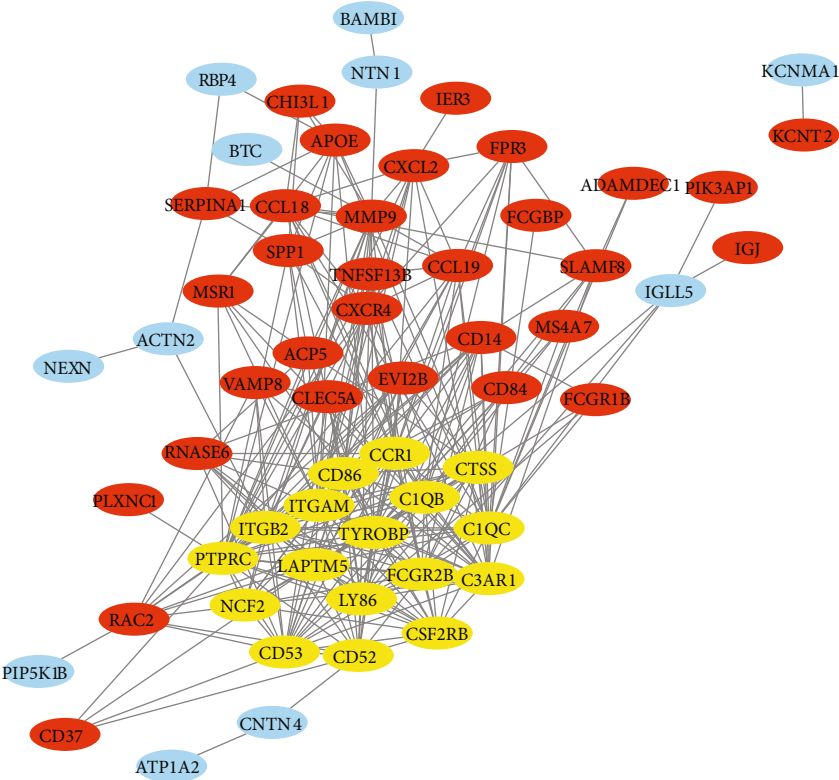 BAMBI
NTN1
RBP4
KCNMA1
CHI3L1
IER3
KCNT2
APOE
BTC
CXCL2
FPR3
ADAMDEC1
PIK3AP1
SERPINA1
CCL18
MMP9
FCGBP
IGJ
SPP1
TNFSF13B
CCL19
SLAMF8
MSR1
IGLL5
CXCR4
MS4A7
ACTN2
CD14
NEXN
ACP5
VAMP8
CLEC5A
EVI2B
CD84
FCGR1B
RNASE6
CCR1
CD86
CTSS
PLXNC1
ITGAM
C1QB
ITGB2
TYROBP
C1QC
PTPRC
LAPTM5
FCGR2B
C3AR1
NCF2
LY86
RAC2
CSF2RB
CD53
CD52
PIP5K1B
CNTN4
CD37
ATP1A2